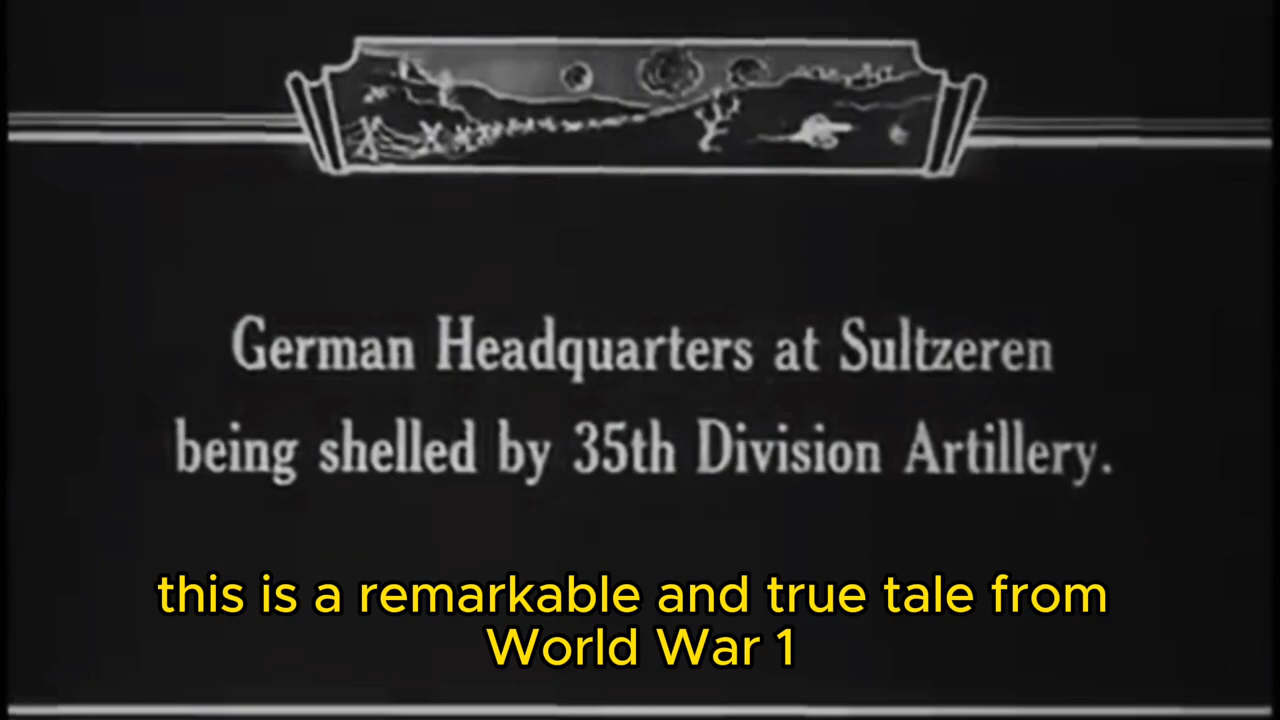 German Headquarters at Sultzeren
being shelled by 35th Division Artillery.
this is a remarkable and true tale from
World War 1